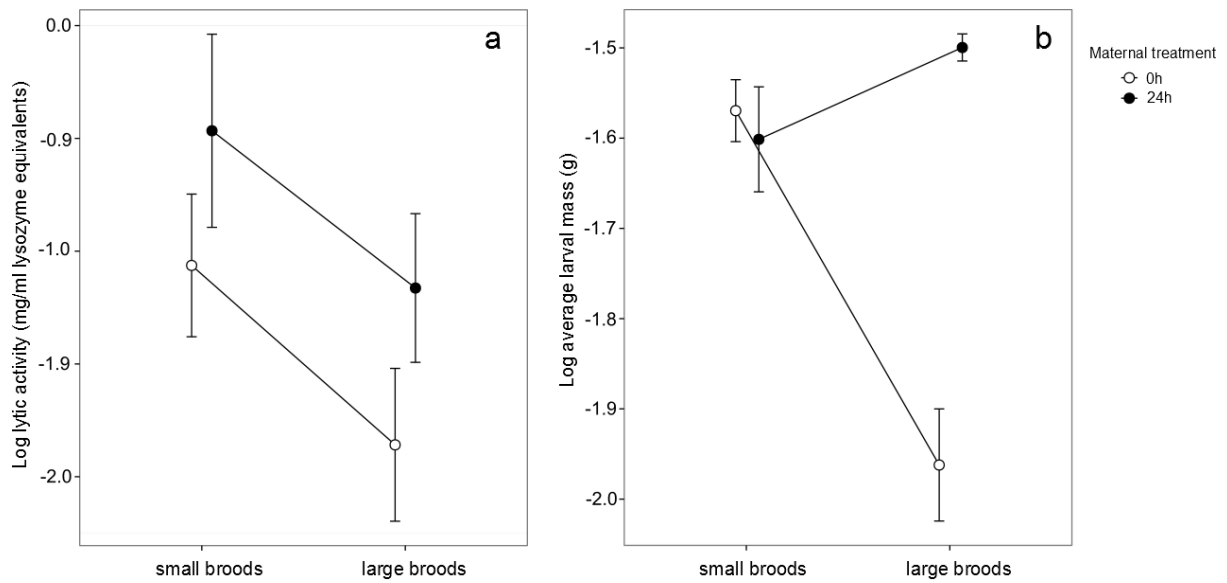 a
0.0
-0.9
-1.0
-1.9
-2.0
Log lytic activity (mg/ml lysozyme equivalents)
small broods
large broods
b
-1.5
-1.6
-1.7
-1.8
-1.9
-2.0
Log average larval mass (g)
small broods
large broods
Maternal treatment
0h
24h